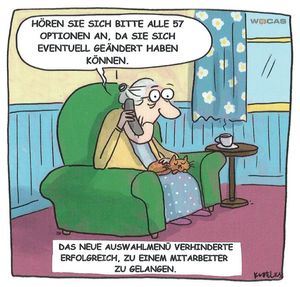 WOCAS
HÖREN SIE SICH BITTE ALLE 57
OPTIONEN AN, DA SIE SICH
EVENTUELL GEÄNDERT HABEN
KÖNNEN.
DAS NEUE AUSWAHLMENÜ VERHINDERTE
ERFOLGREICH, ZU EINEM MITARBEITER
ZU GELANGEN.